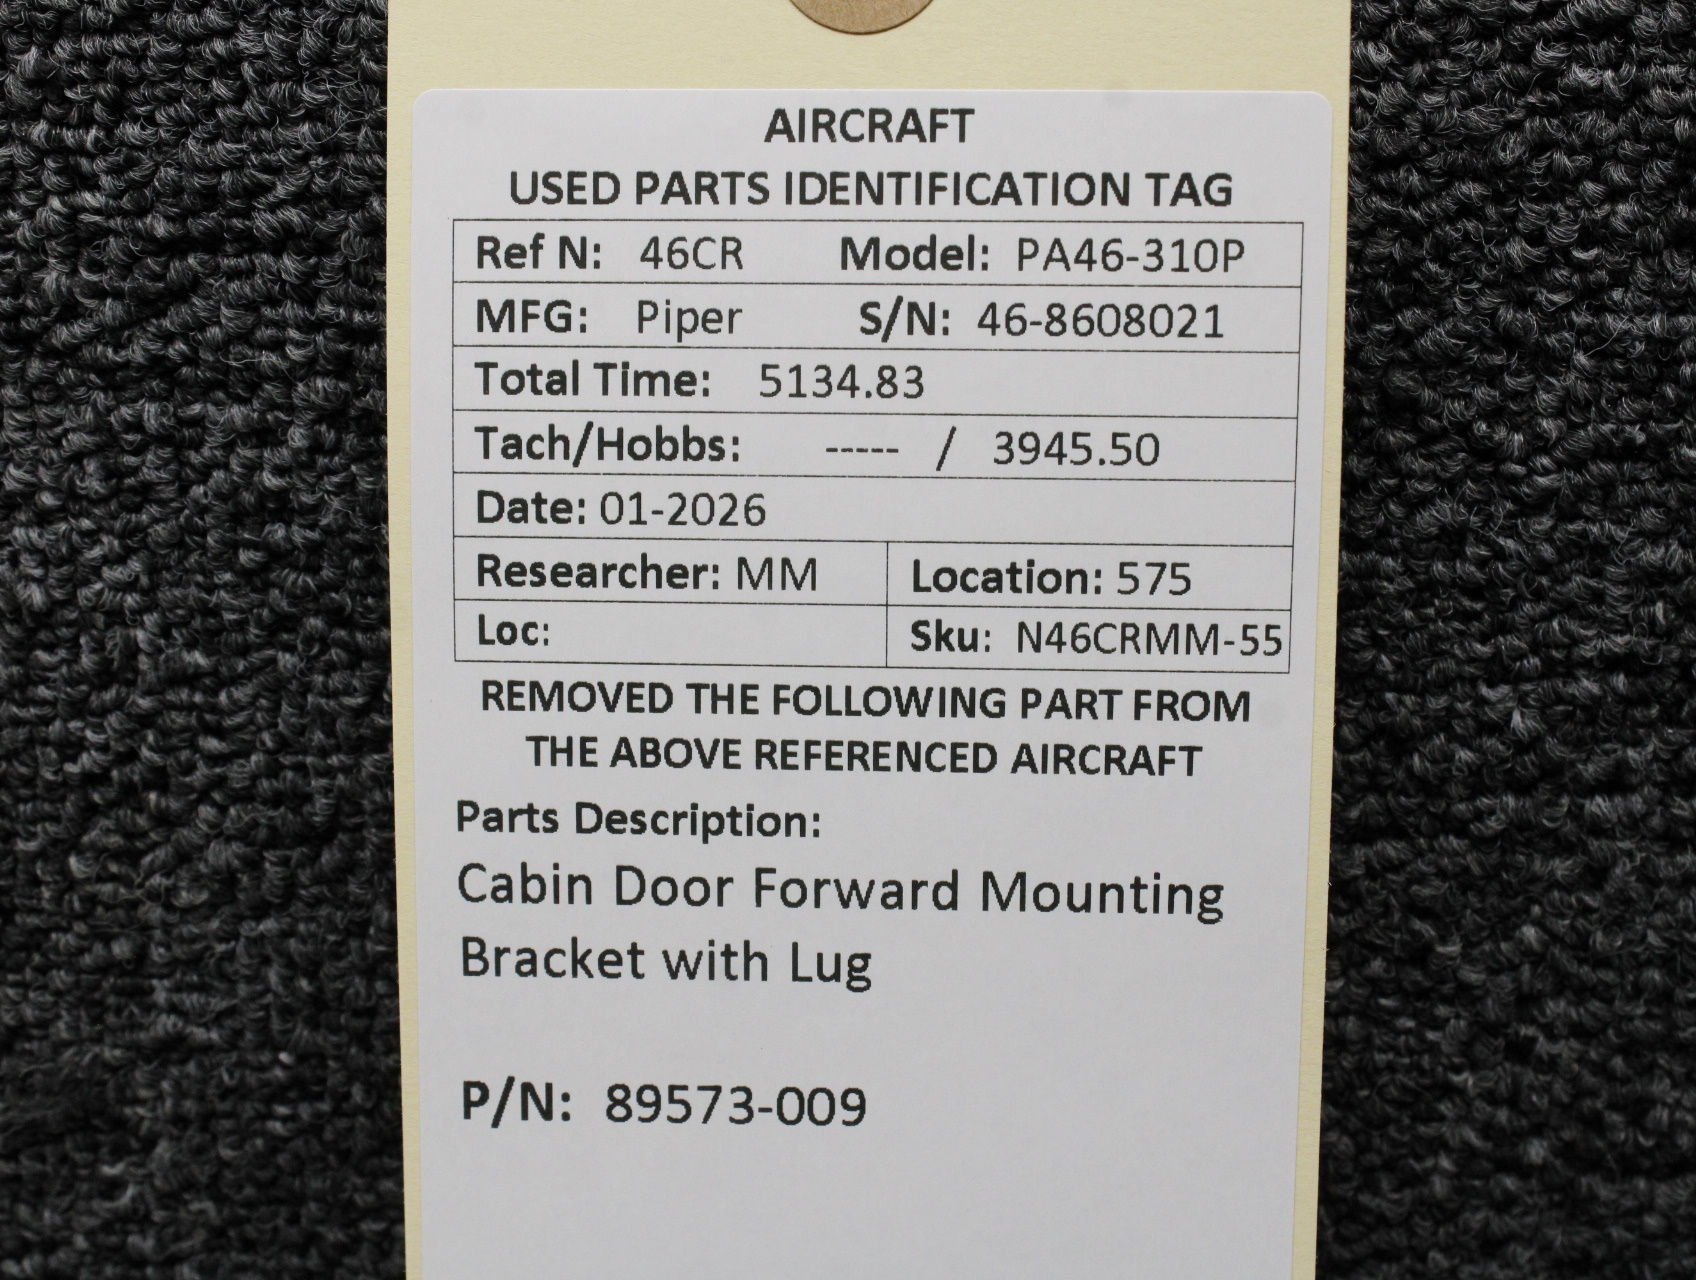 AIRCRAFT
USED PARTS IDENTIFICATION TAG
Ref N: 46CR Model: PA46-310P
MFG: Piper S/N: 46-8608021
Total Time: 5134.83
Tach/Hobbs: ----- / 3945.50
Date: 01-2026
Researcher: MM Location: 575
Loc: Sku: N46CRMM-55
REMOVED THE FOLLOWING PART FROM
THE ABOVE REFERENCED AIRCRAFT
Parts Description:
Cabin Door Forward Mounting
Bracket with Lug
P/N: 89573-009